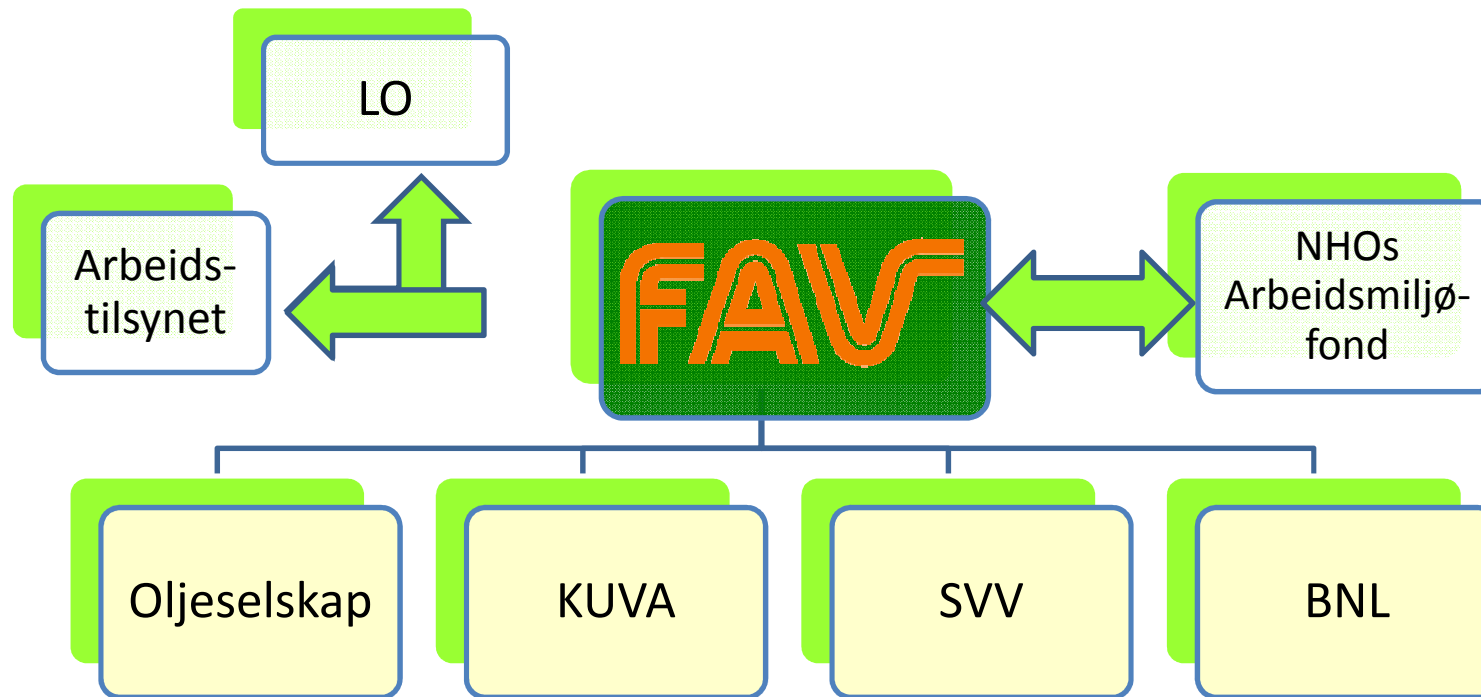 LO
Arbeids-
tilsynet
FAV
NHOs
Arbeidsmiljø-
fond
Oljeselskap
KUVA
SVV
BNL